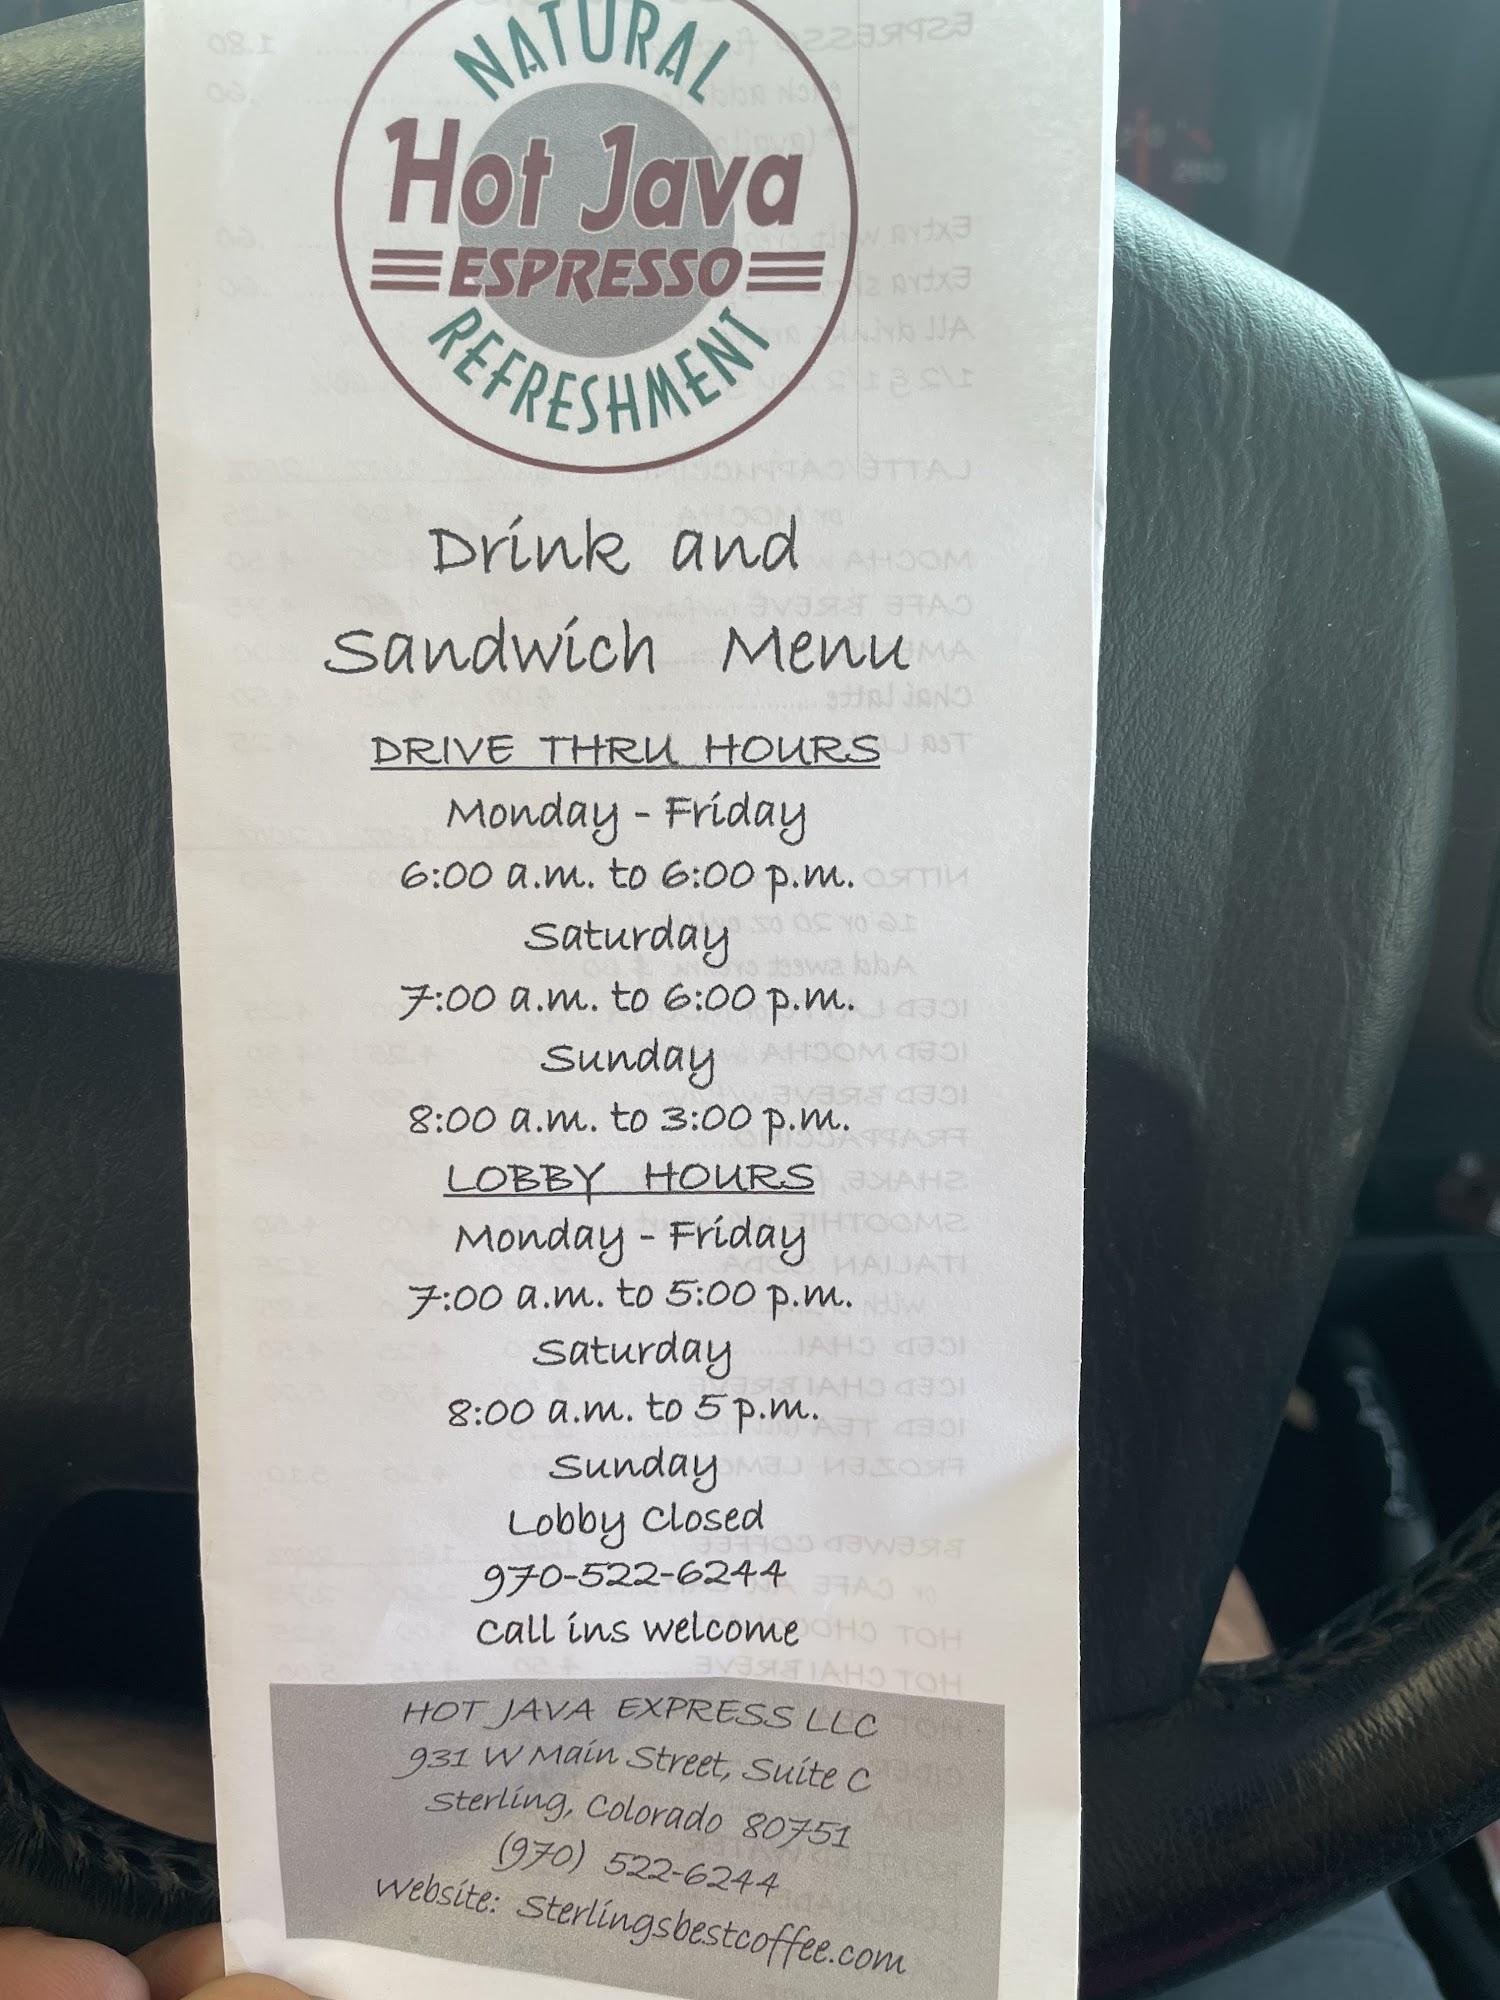 NATURAL
Hot Java
ESPRESSO
REFRESHMENT
Drink and
Sandwich Menu
DRIVE THRU HOURS
Monday - Friday
6:00 a.m. to 6:00 p.m.
Saturday
7:00 a.m. to 6:00 p.m.
Sunday
8:00 a.m. to 3:00 p.m.
LOBBY HOURS
Monday - Friday
7:00 a.m. to 5:00 p.m.
Saturday
8:00 a.m. to 5 p.m.
Sunday
Lobby Closed
970-522-6244
Call ins welcome
HOT JAVA EXPRESS LLC
931 W Main Street, Suite C
Sterling, Colorado 80751
(970) 522-6244
Website: Sterlingsbestcoffee.com